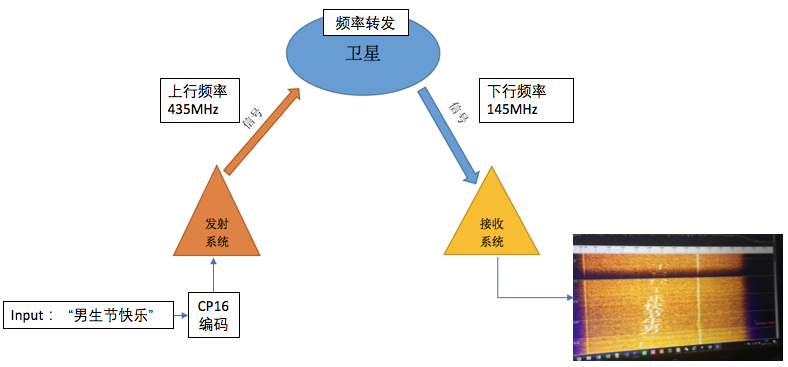 频率转发
卫星
上行频率
435MHz
信号
信号
下行频率
145MHz
发射
系统
接收
系统
Input： “男生节快乐”
CP16
编码